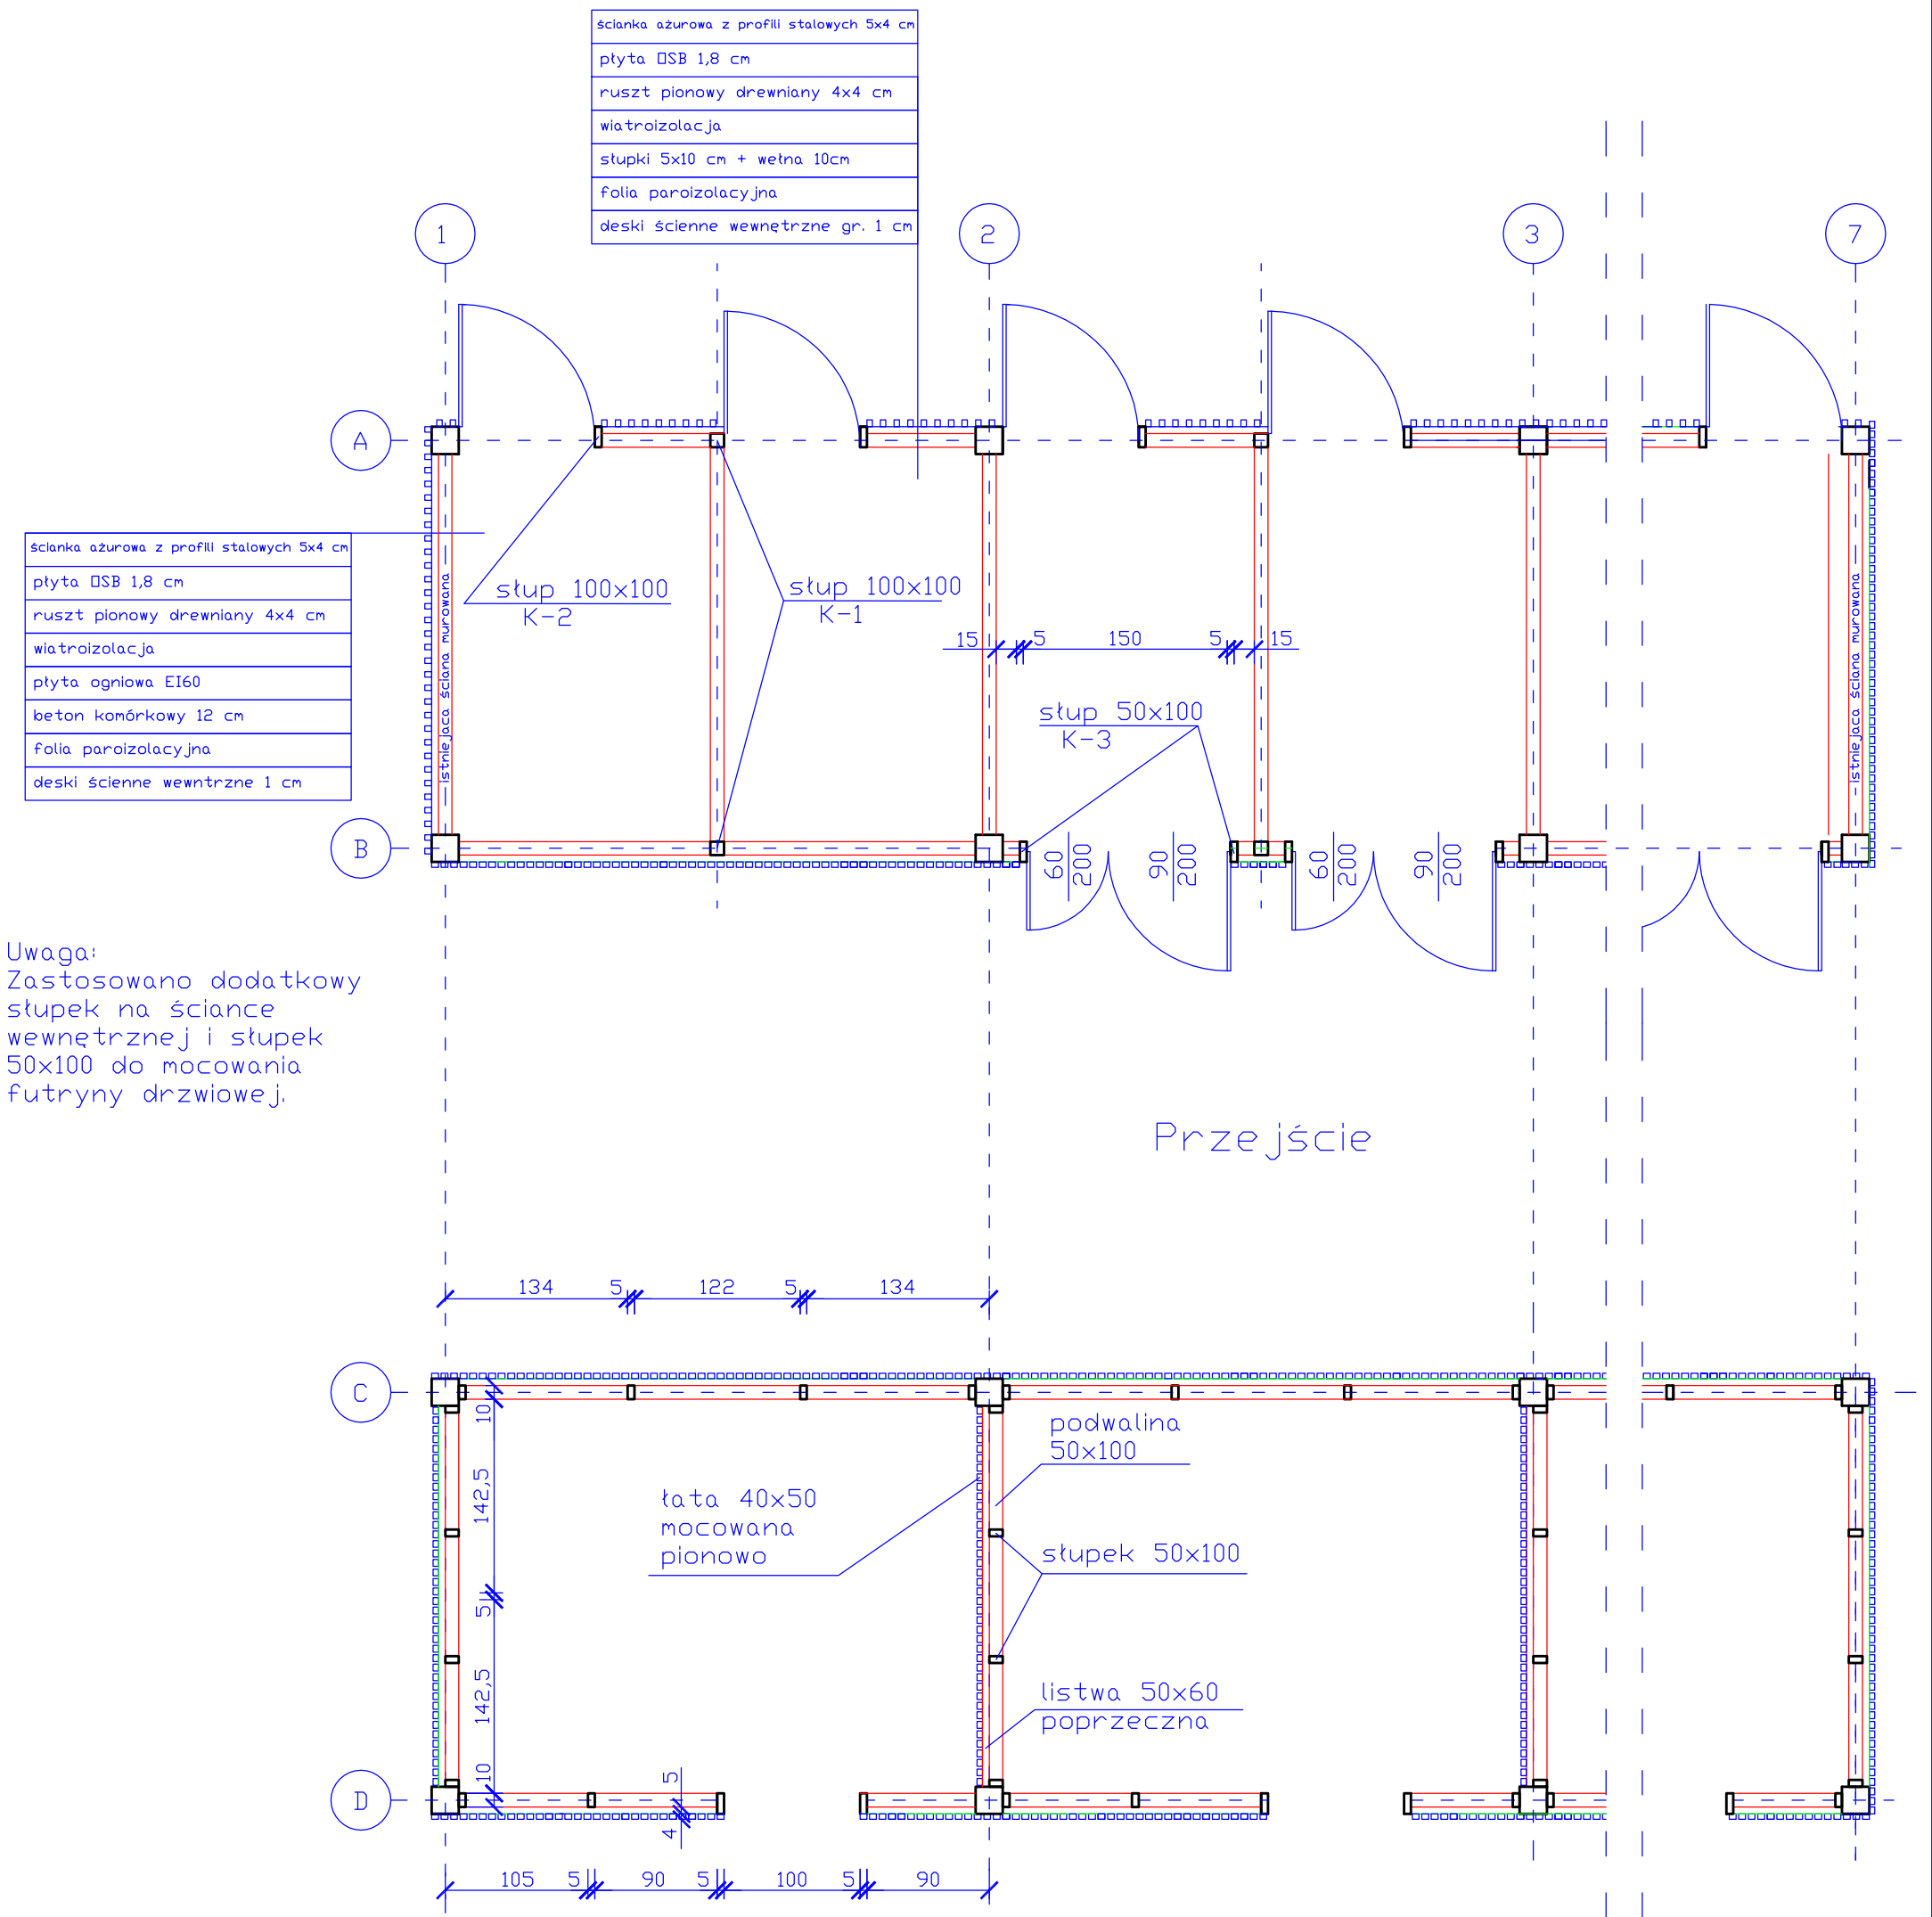 ścianka ażurowa z profili stalowych 5x4 cm
płyta OSB 1,8 cm
ruszt pionowy drewniany 4x4 cm
wiatroizolacja
słupki 5x10 cm + wełna 10cm
folia paroizolacyjna
deski ścienne wewnętrzne gr. 1 cm
1
2
3
7
A
ścianka ażurowa z profili stalowych 5x4 cm
płyta OSB 1,8 cm
ruszt pionowy drewniany 4x4 cm
wiatroizolacja
płyta ogniowa EI60
beton komórkowy 12 cm
folia paroizolacyjna
deski ścienne wewntrzne 1 cm
istniejaca ściana murowana
słup 100x100
K-2
słup 100x100
K-1
15
5
150
5
15
słup 50x100
K-3
istniejaca ściana murowana
B
60
200
90
200
60
200
90
200
Uwaga:
Zastosowano dodatkowy
słupek na ściance
wewnętrznej i słupek
50x100 do mocowania
futryny drzwiowej.
Przejście
134
5
122
5
134
C
10
142,5
5
142,5
10
podwalina
50x100
łata 40x50
mocowana
pionowo
słupek 50x100
listwa 50x60
poprzeczna
D
5
4
105
5
90
5
100
5
90